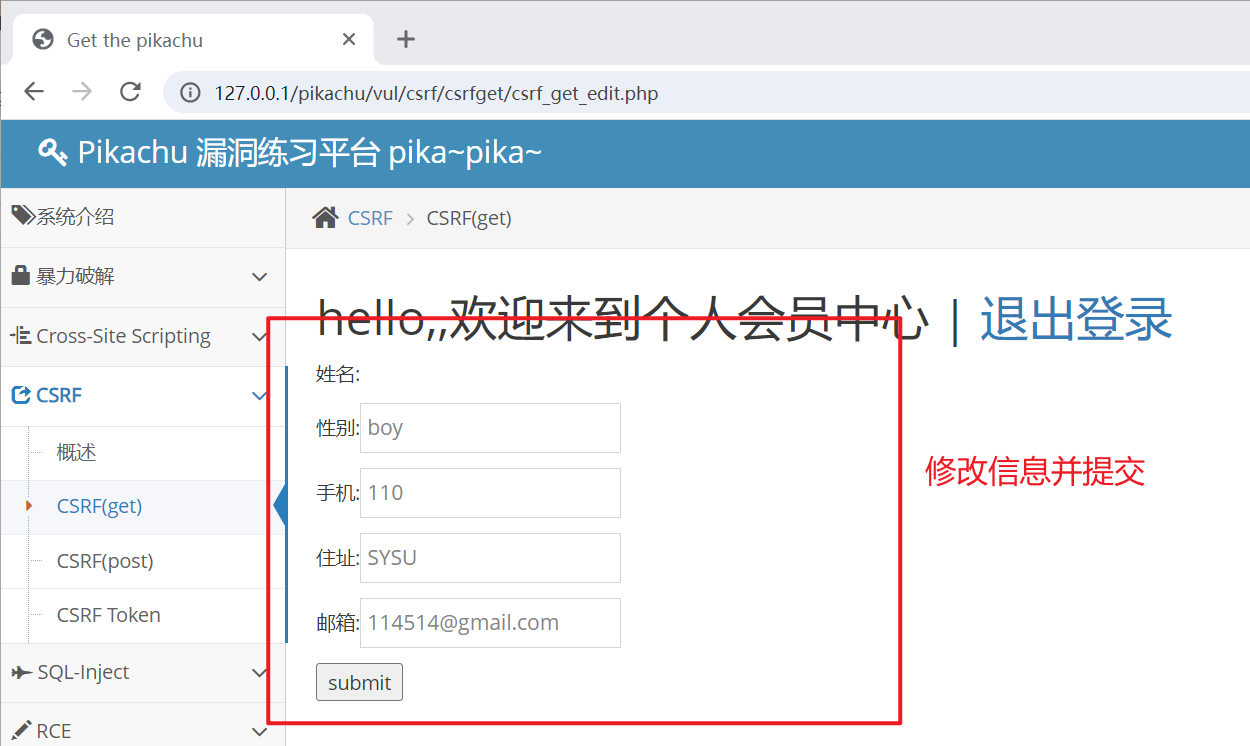 Get the pikachu
127.0.0.1/pikachu/vul/csrf/csrfget/csrf_get_edit.php
Pikachu 漏洞练习平台 pika~pika~
系统介绍
暴力破解
Cross-Site Scripting
CSRF
概述
CSRF(get)
CSRF(post)
CSRF Token
SQL-Inject
RCE
CSRF > CSRF(get)
hello,,欢迎来到个人会员中心 | 退出登录
姓名:
性别: boy
手机: 110
住址: SYSU
邮箱: 114514@gmail.com
submit
修改信息并提交